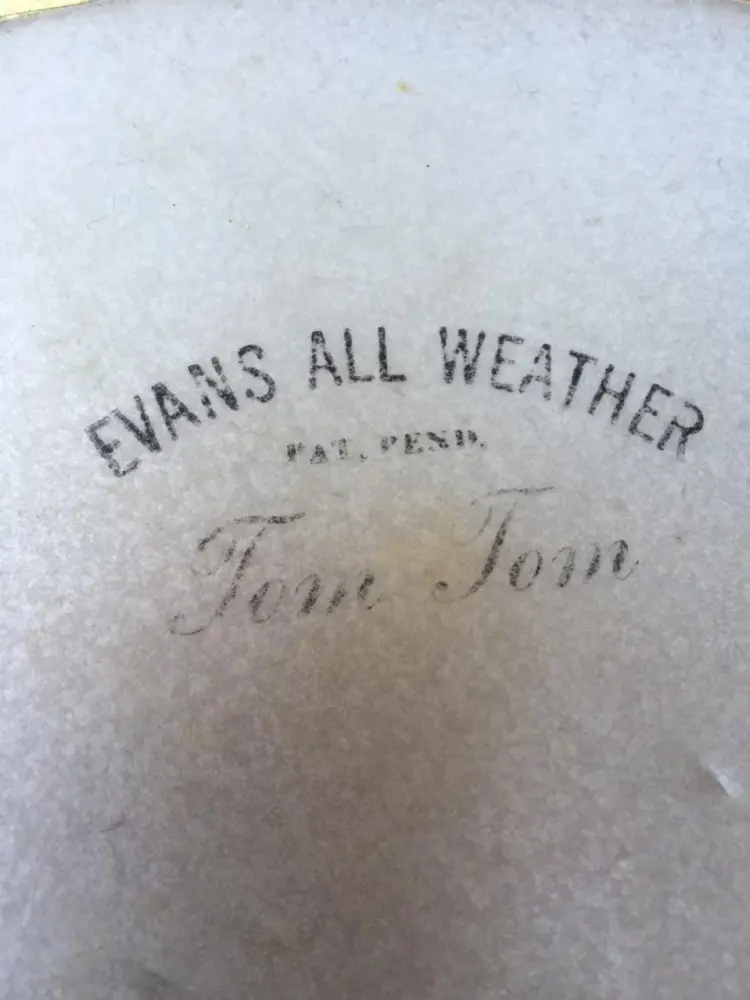 EVANS ALL WEATHER
PAT. PEND.
Tom Tom